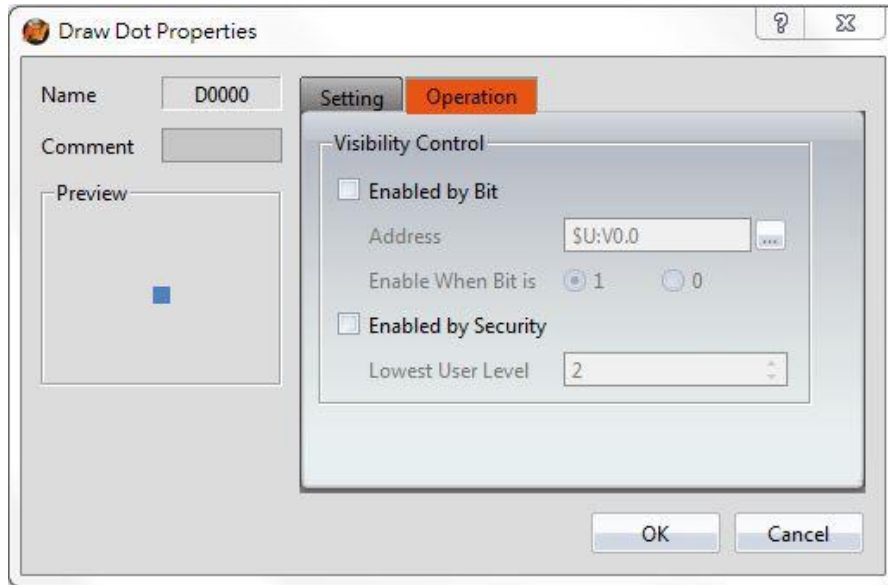 Draw Dot Properties
Name D0000
Comment
Preview
Setting Operation
Visibility Control
Enabled by Bit
Address $U:V0.0 ...
Enable When Bit is 1 0
Enabled by Security
Lowest User Level 2
OK Cancel